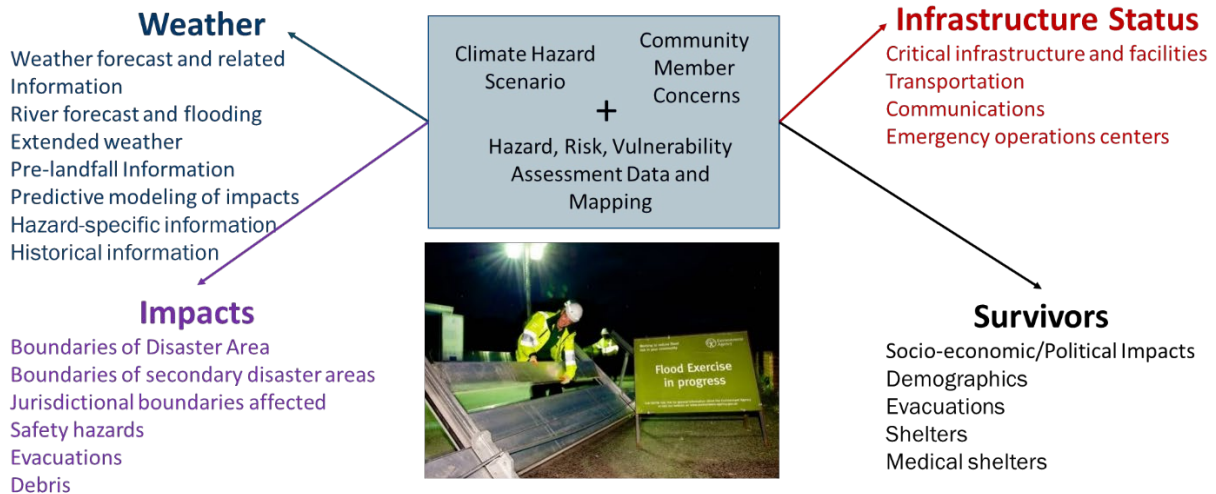 Weather
Weather forecast and related
Information
River forecast and flooding
Extended weather
Pre-landfall Information
Predictive modeling of impacts
Hazard-specific information
Historical information
Climate Hazard
Scenario
+
Community
Member
Concerns
Hazard, Risk, Vulnerability
Assessment Data and
Mapping
Infrastructure Status
Critical infrastructure and facilities
Transportation
Communications
Emergency operations centers
Impacts
Boundaries of Disaster Area
Boundaries of secondary disaster areas
Jurisdictional boundaries affected
Safety hazards
Evacuations
Debris
Environment
Agency
Flood Exercise
in progress
Survivors
Socio-economic/Political Impacts
Demographics
Evacuations
Shelters
Medical shelters